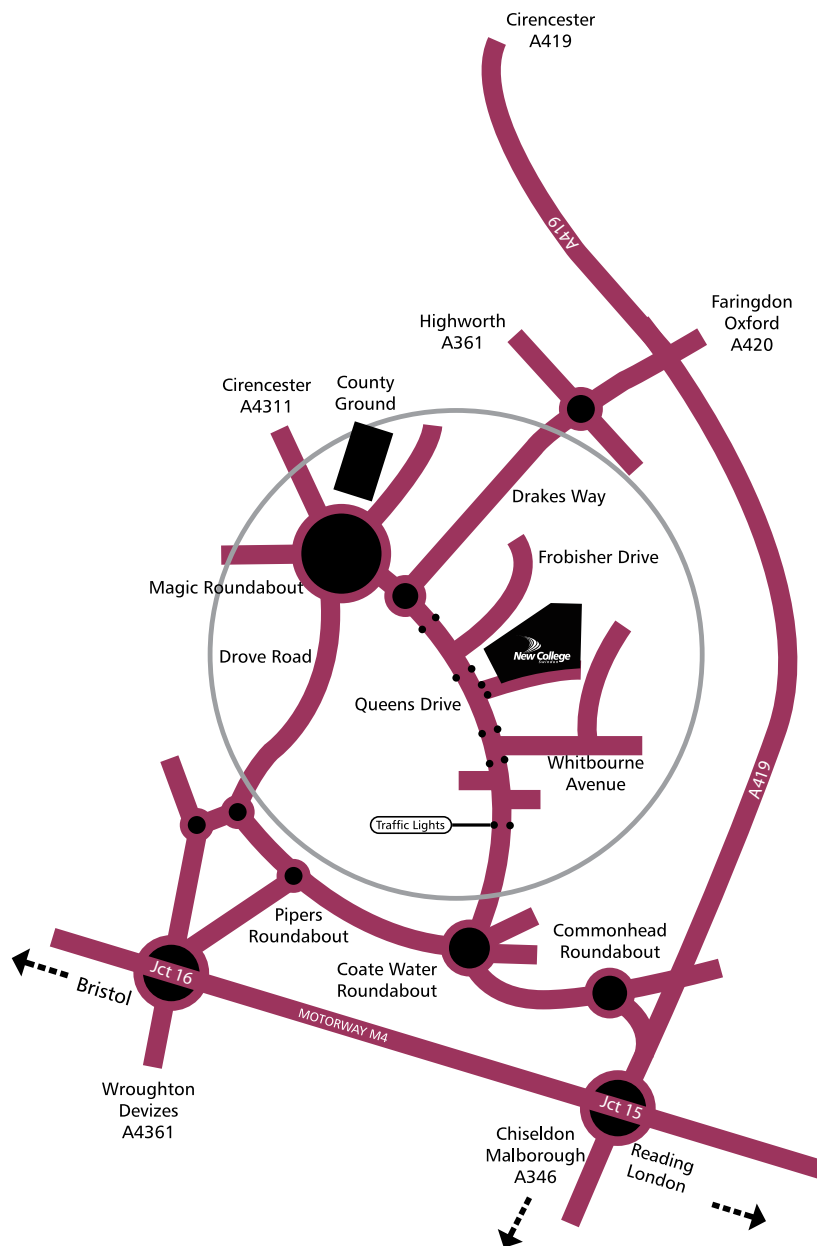 Cirencester
A419
A419
Faringdon
Oxford
A420
Highworth
A361
Cirencester
A4311
County
Ground
Drakes Way
Frobisher Drive
Magic Roundabout
New College
Swindon
Drove Road
Queens Drive
Whitbourne
Avenue
A419
Traffic Lights
Pipers
Roundabout
Commonhead
Roundabout
Coate Water
Roundabout
Jct 16
Bristol
MOTORWAY M4
Wroughton
Devizes
A4361
Jct 15
Chiseldon
Malborough
A346
Reading
London